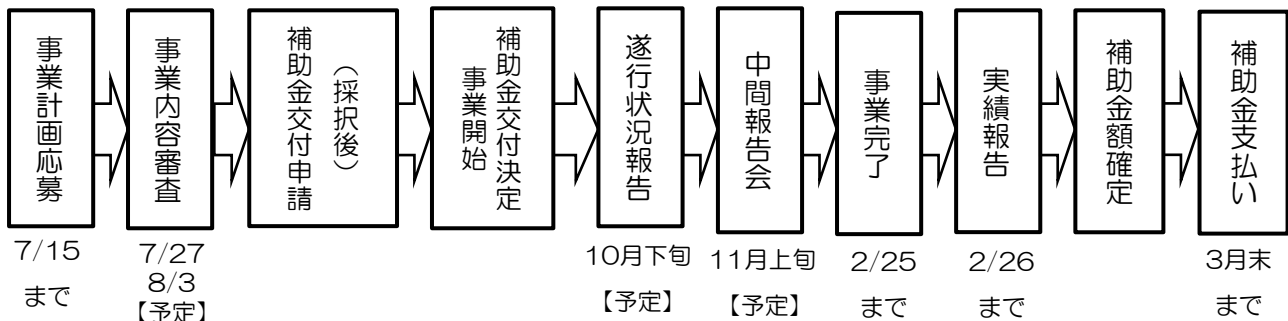 事業計画応募
事業内容審査
（採択後）
補助金交付申請
補助金交付決定
事業開始
遂行状況報告
中間報告会
事業完了
実績報告
補助金額確定
補助金支払い
7/15
まで
7/27
8/3
【予定】
10月下旬
【予定】
11月上旬
【予定】
2/25
まで
2/26
まで
3月末
まで